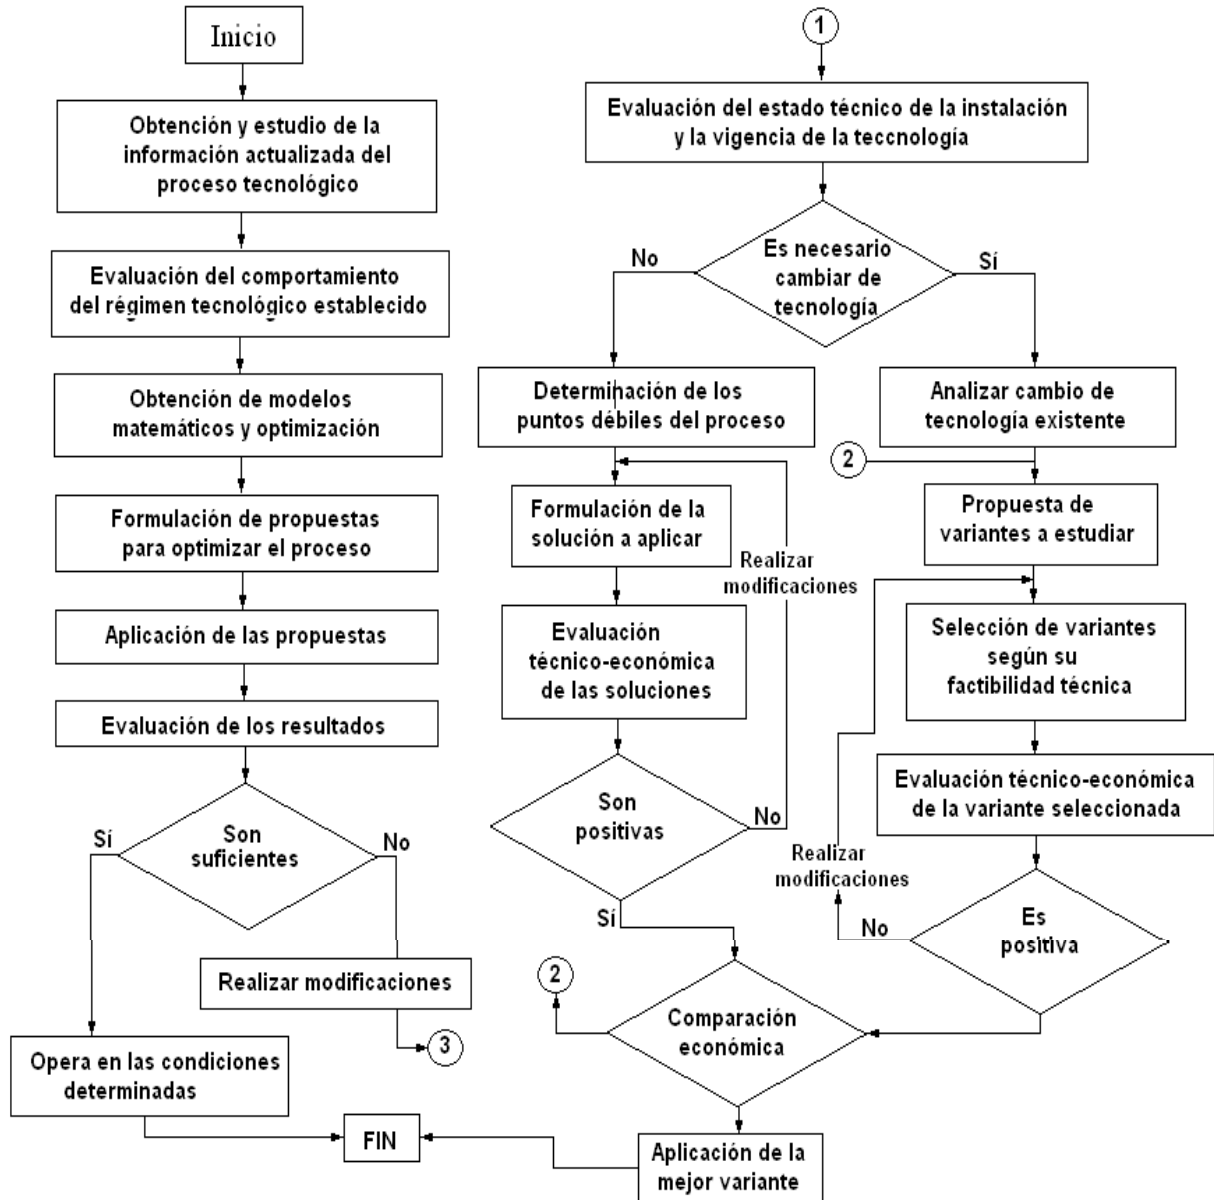 Inicio
Obtención y estudio de la
información actualizada del
proceso tecnológico
Evaluación del comportamiento
del régimen tecnológico establecido
Obtención de modelos
matemáticos y optimización
Formulación de propuestas
para optimizar el proceso
Aplicación de las propuestas
Evaluación de los resultados
Son
suficientes
Sí
No
Realizar modificaciones
3
Opera en las condiciones
determinadas
FIN
1
Evaluación del estado técnico de la instalación
y la vigencia de la teccnología
Es necesario
cambiar de
tecnología
No
Sí
Determinación de los
puntos débiles del proceso
Formulación de la
solución a aplicar
Evaluación
técnico-económica
de las soluciones
Son
positivas
No
Realizar
modificaciones
Sí
Analizar cambio de
tecnología existente
2
Propuesta de
variantes a estudiar
Selección de variantes
según su
factibilidad técnica
Evaluación técnico-económica
de la variante seleccionada
Es
positiva
No
Realizar
modificaciones
Comparación
económica
2
Aplicación de la
mejor variante